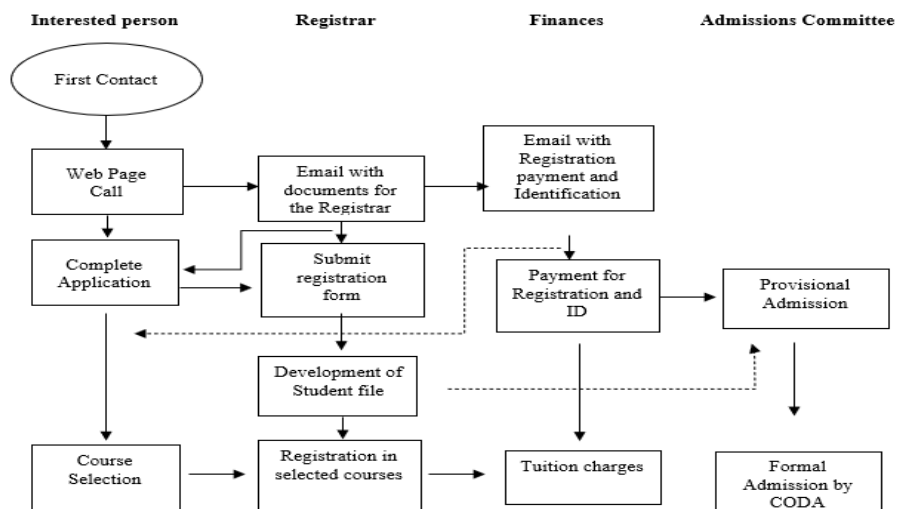 Interested person
Registrar
Finances
Admissions Committee
First Contact
Web Page
Call
Email with
documents for
the Registrar
Email with
Registration
payment and
Identification
Complete
Application
Submit
registration
form
Payment for
Registration and
ID
Provisional
Admission
Development of
Student file
Course
Selection
Registration in
selected courses
Tuition charges
Formal
Admission by
CODA